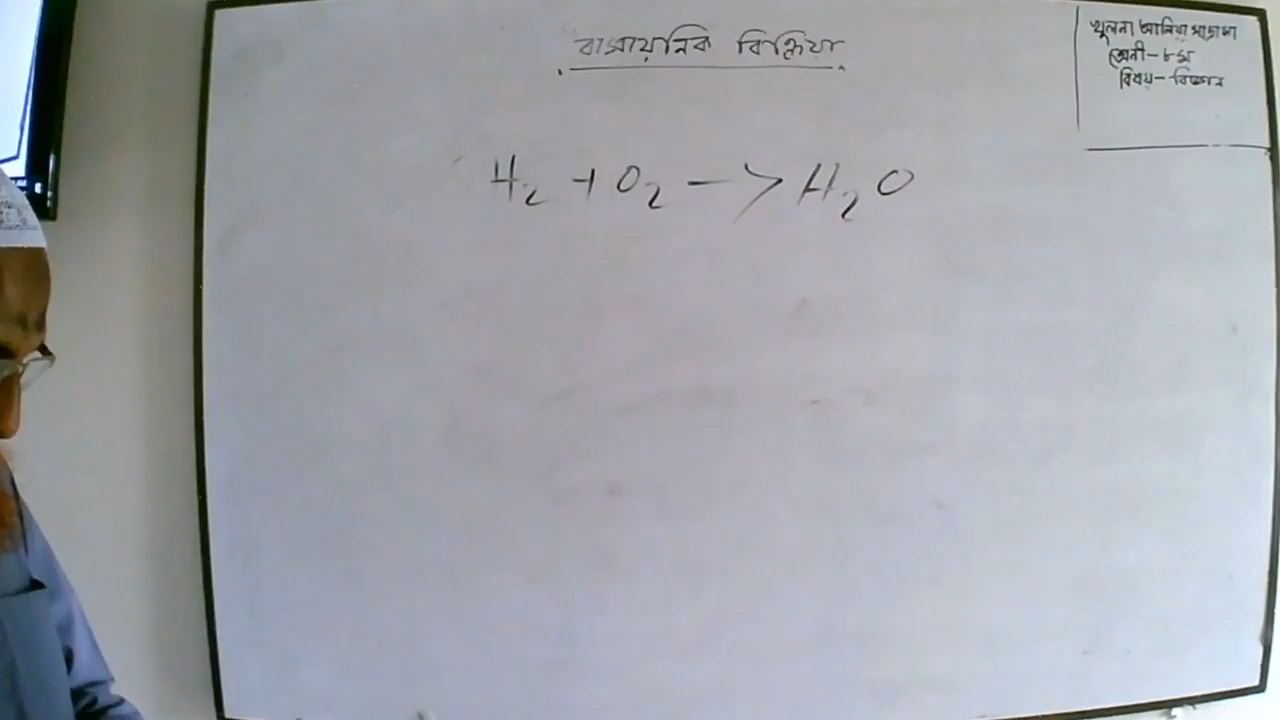 রাসায়নিক বিক্রিয়া
খুলনা আলিয়া মাদ্রাসা
শ্রেনী-৮ম
বিষয়-বিজ্ঞান
H₂ + O₂ —> H₂O